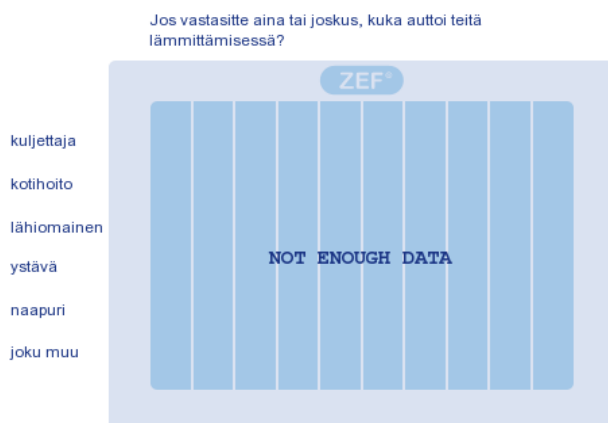 Jos vastasitte aina tai joskus, kuka auttoi teitä
lämmittämisessä?
ZEF®
kuljettaja
kotihoito
lähiomainen
ystävä
naapuri
joku muu
NOT ENOUGH DATA